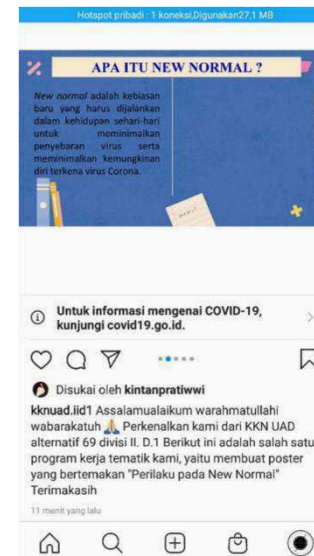 Hotspot pribadi : 1 koneksi,Digunakan27,1 MB
APA ITU NEW NORMAL ?
New normal adalah kebiasan
baru yang harus dijalankan
dalam kehidupan sehari-hari
untuk meminimalkan
penyebaran virus serta
meminimalkan kemungkinan
diri terkena virus Corona.
Untuk informasi mengenai COVID-19,
kunjungi covid19.go.id.
Disukai oleh kintanpratiwwi
kknuad.iid1 Assalamualaikum warahmatullahi
wabarakatuh 🙏 Perkenalkan kami dari KKN UAD
alternatif 69 divisi II. D.1 Berikut ini adalah salah satu
program kerja tematik kami, yaitu membuat poster
yang bertemakan "Perilaku pada New Normal"
Terimakasih
11 menit yang lalu